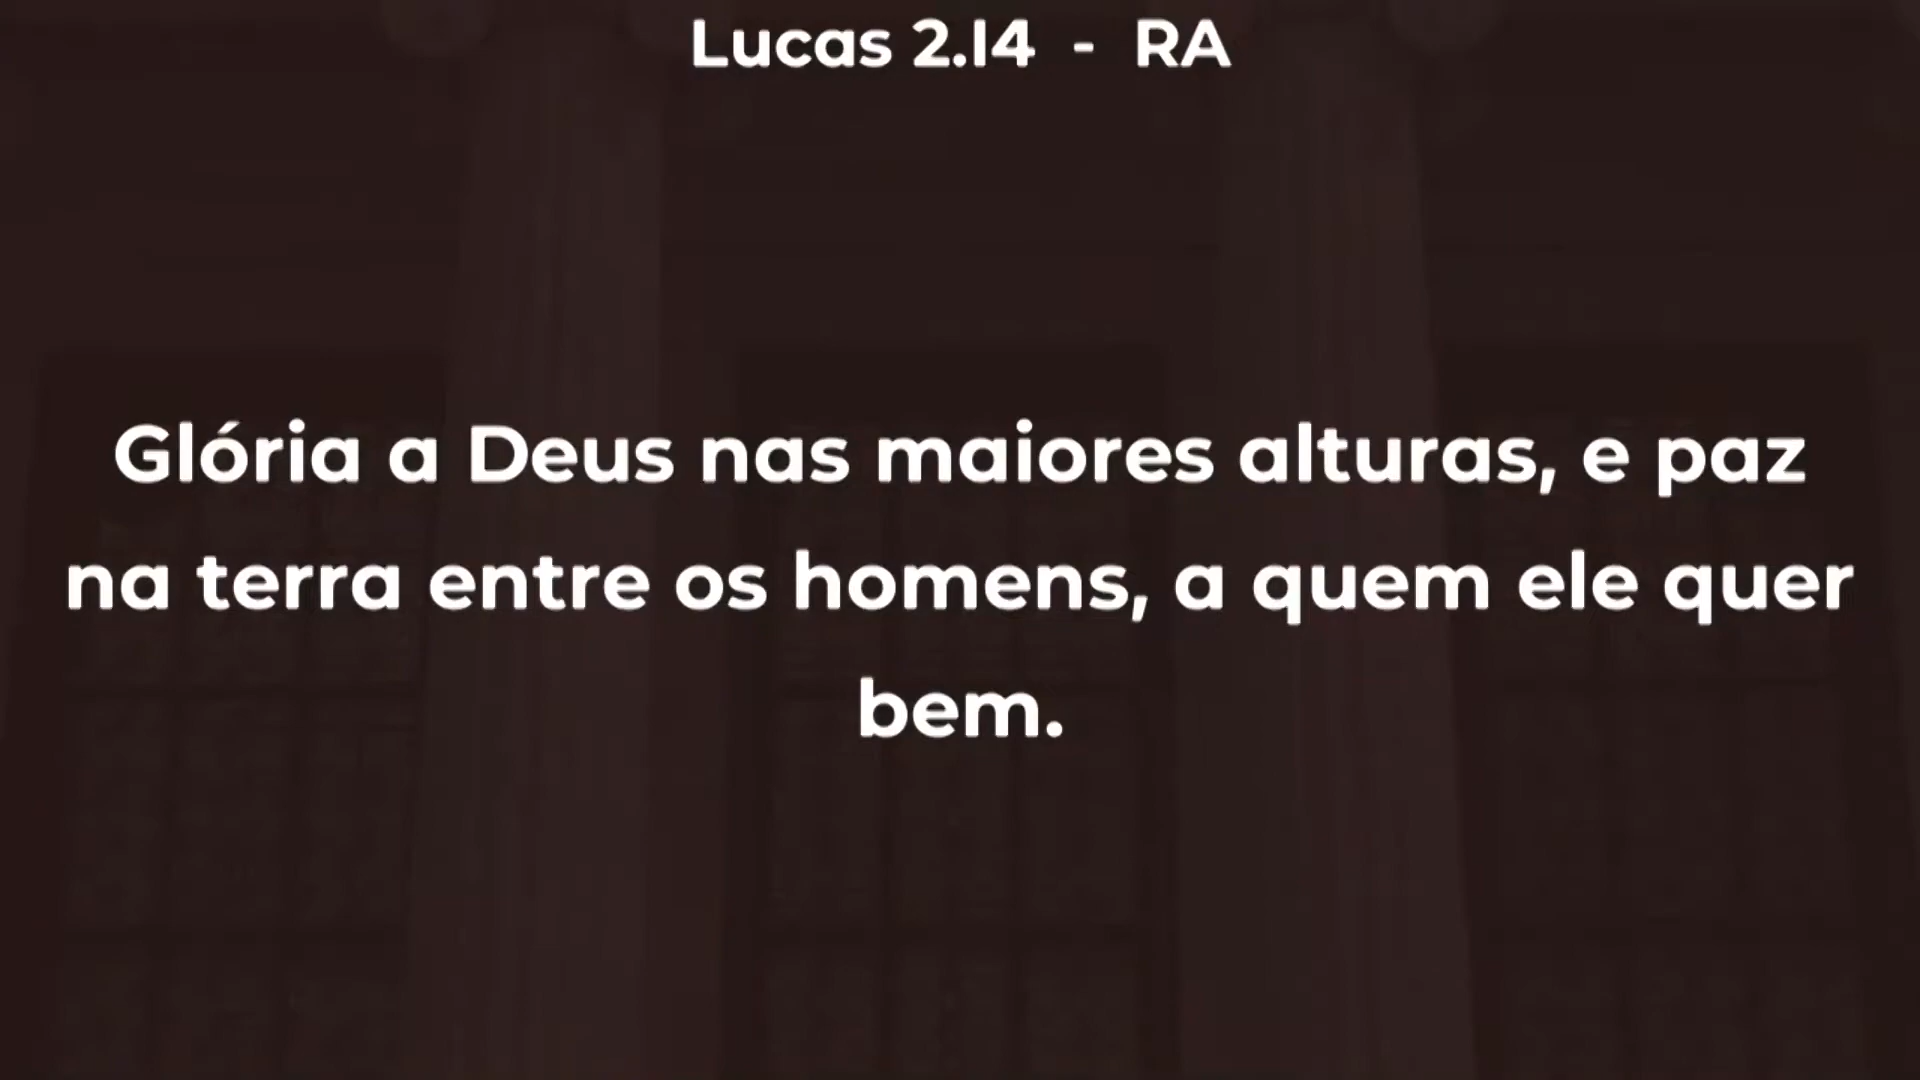 Lucas 2.14 - RA
Glória a Deus nas maiores alturas, e paz
na terra entre os homens, a quem ele quer
bem.